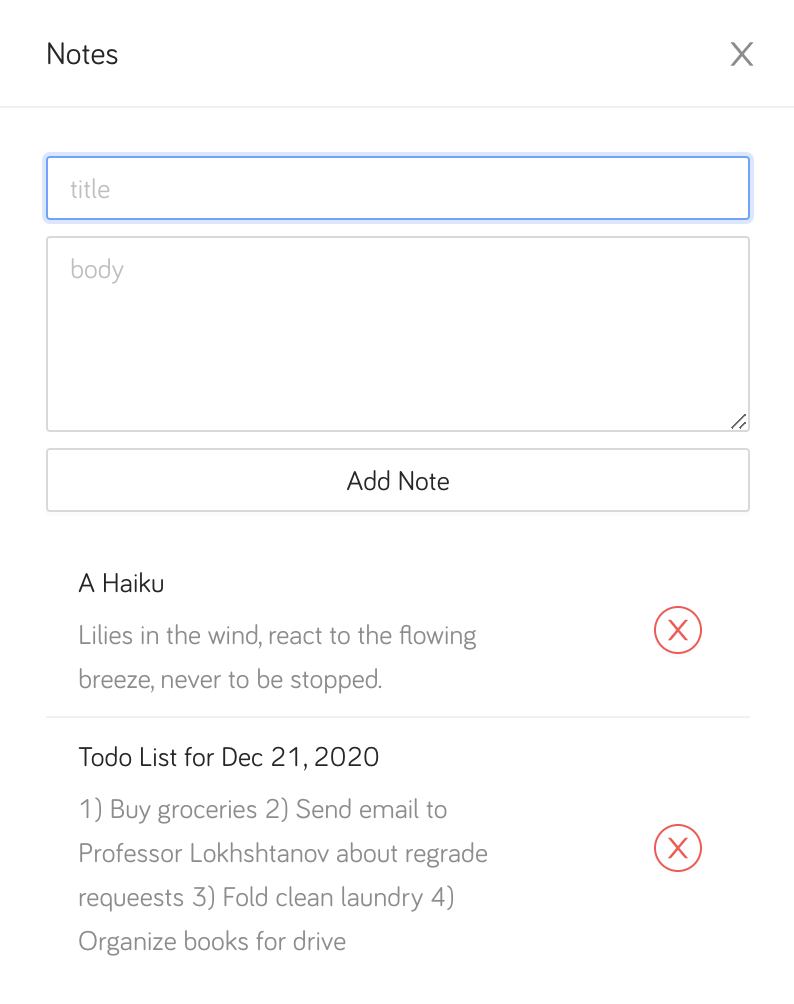 Notes
X
title
body
Add Note
A Haiku
Lilies in the wind, react to the flowing
breeze, never to be stopped.
X
Todo List for Dec 21, 2020
1) Buy groceries 2) Send email to
Professor Lokhshtanov about regrade
requeests 3) Fold clean laundry 4)
Organize books for drive
X